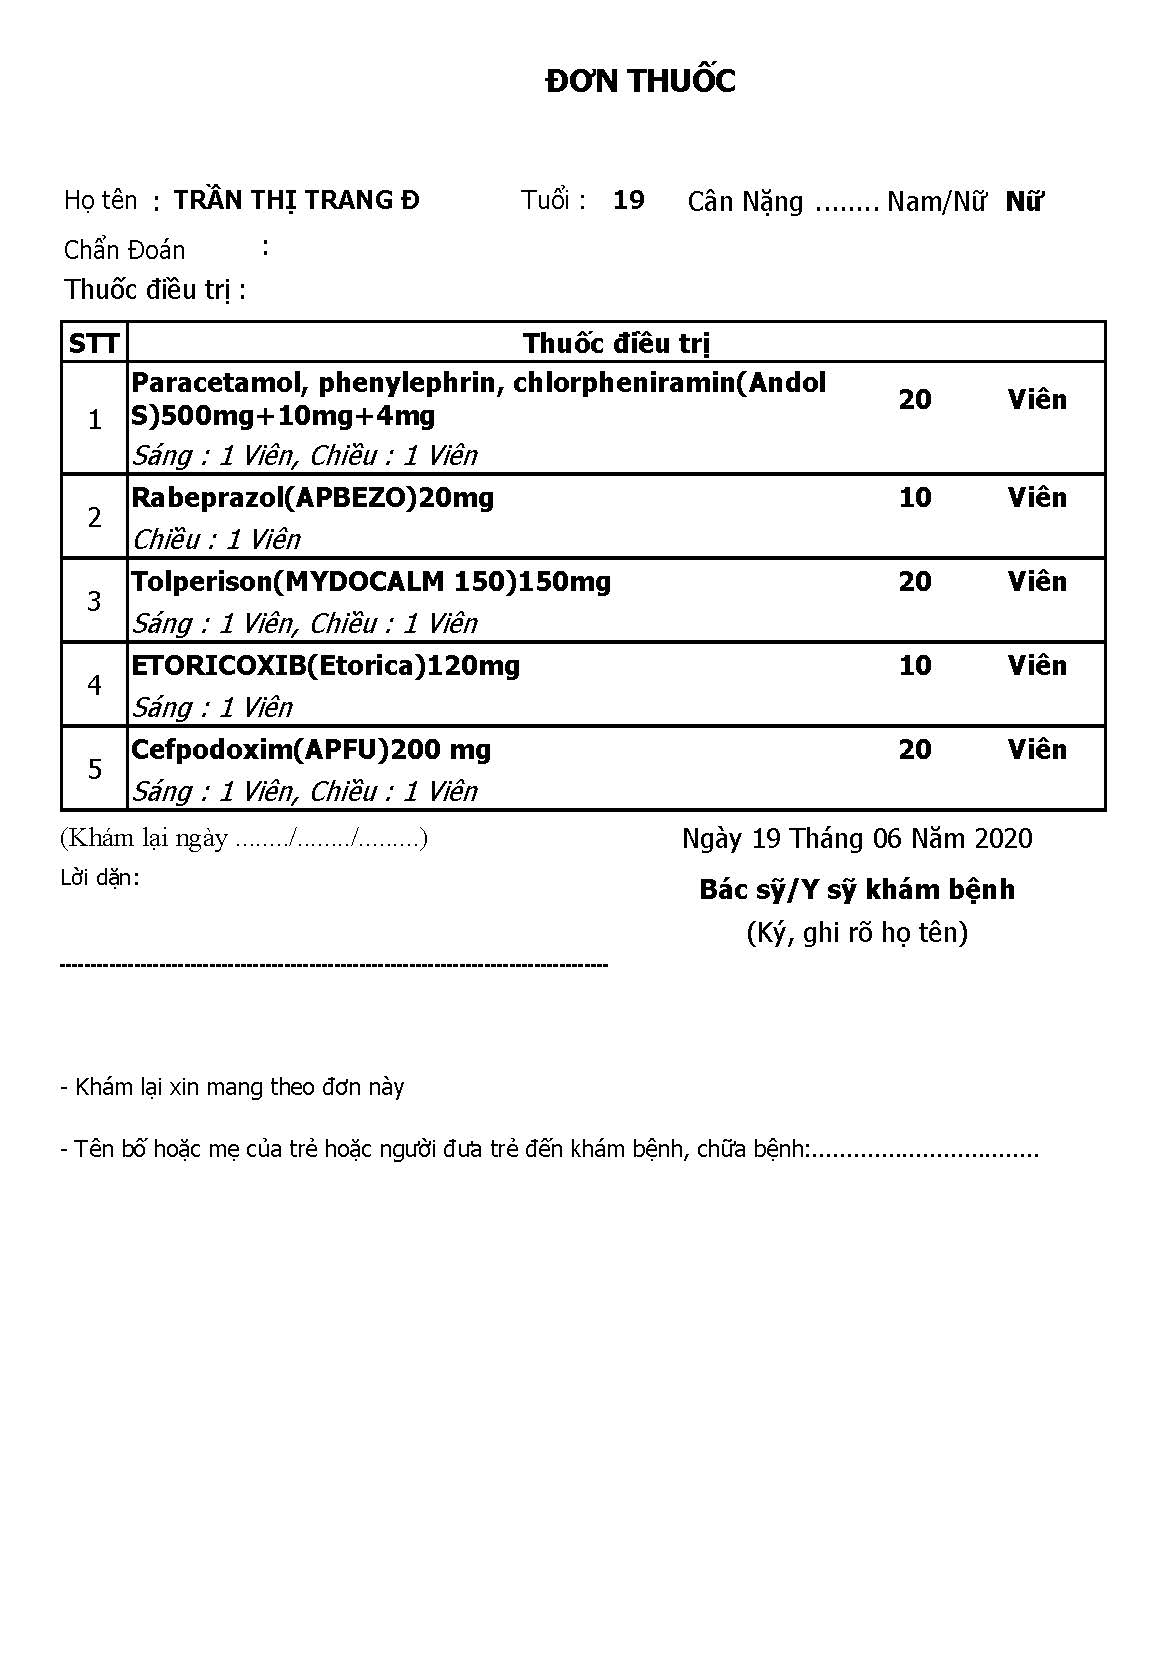 ĐƠN THUỐC
Họ tên : TRẦN THỊ TRANG Đ Tuổi : 19 Cân Nặng ........ Nam/Nữ Nữ
Chẩn Đoán :
Thuốc điều trị :
STT Thuốc điều trị
1 Paracetamol, phenylephrin, chlorpheniramin(Andol
S)500mg+10mg+4mg 20 Viên
Sáng : 1 Viên, Chiều : 1 Viên
2 Rabeprazol(APBEZO)20mg 10 Viên
Chiều : 1 Viên
3 Tolperison(MYDOCALM 150)150mg 20 Viên
Sáng : 1 Viên, Chiều : 1 Viên
4 ETORICOXIB(Etorica)120mg 10 Viên
Sáng : 1 Viên
5 Cefpodoxim(APFU)200 mg 20 Viên
Sáng : 1 Viên, Chiều : 1 Viên
(Khám lại ngày ......../......../.........) Ngày 19 Tháng 06 Năm 2020
Lời dặn:
Bác sỹ/Y sỹ khám bệnh
(Ký, ghi rõ họ tên)
- Khám lại xin mang theo đơn này
- Tên bố hoặc mẹ của trẻ hoặc người đưa trẻ đến khám bệnh, chữa bệnh:.................................